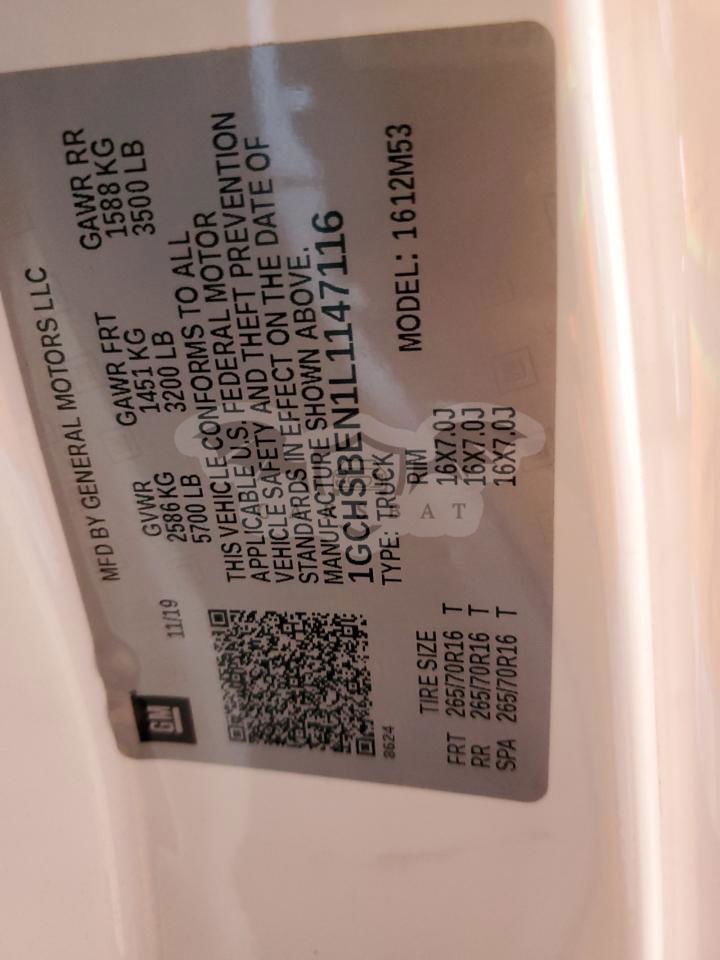 MFD BY GENERAL MOTORS LLC
GM
11/19
GVWR GAWR FRT GAWR RR
2586 KG 1451 KG 1588 KG
5700 LB 3200 LB 3500 LB
THIS VEHICLE CONFORMS TO ALL
APPLICABLE U.S. FEDERAL MOTOR
VEHICLE SAFETY AND THEFT PREVENTION
STANDARDS IN EFFECT ON THE DATE OF
MANUFACTURE SHOWN ABOVE.
1GCHSBEN1L1147116
8624
TYPE: TRUCK MODEL: 1612M53
TIRE SIZE RIM
FRT 265/70R16 T 16X7.0J
RR 265/70R16 T 16X7.0J
SPA 265/70R16 T 16X7.0J
BAT